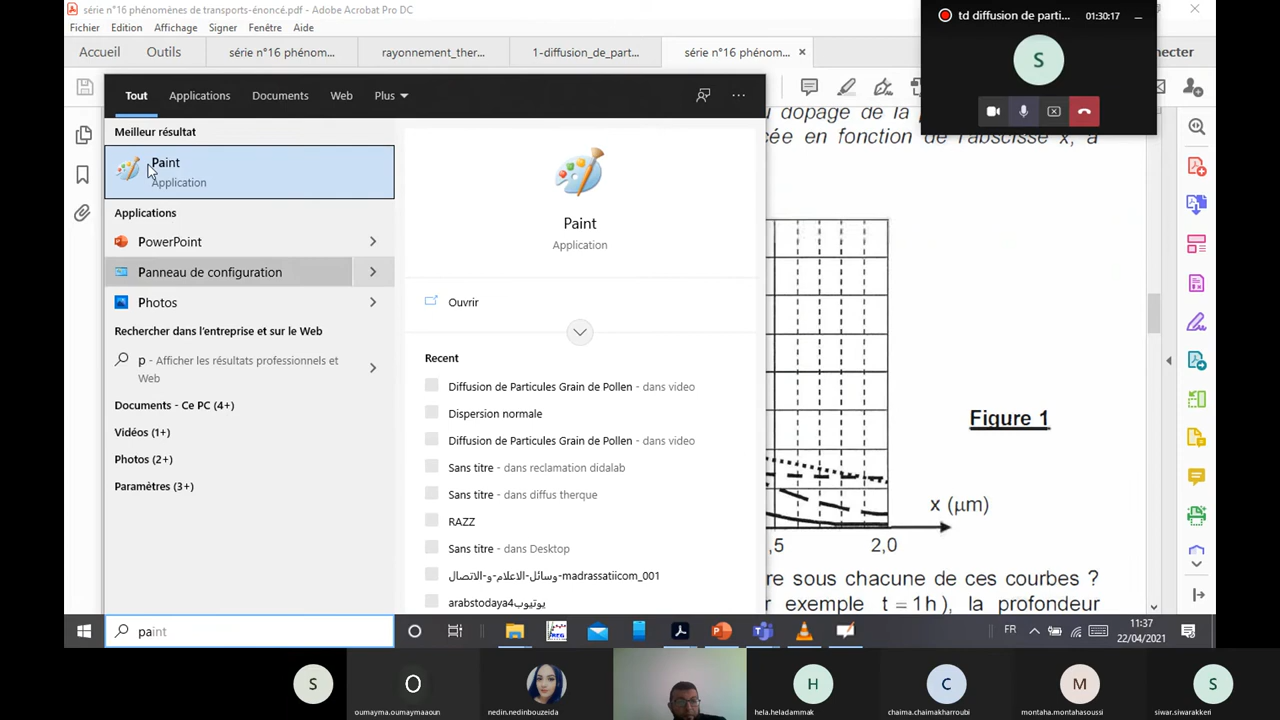 série n°16 phénomènes de transports-énoncé.pdf - Adobe Acrobat Pro DC
Fichier Edition Affichage Signer Fenêtre Aide
Accueil Outils série n°16 phénom... rayonnement_ther... 1-diffusion_de_part... série n°16 phénom... × necter
td diffusion de parti... 01:30:17
S
Tout Applications Documents Web Plus
u dopage de la p
cée en fonction de l'abscisse x, à
Meilleur résultat
Paint
Application
Applications
PowerPoint
Panneau de configuration
Photos
Rechercher dans l'entreprise et sur le Web
p - Afficher les résultats professionnels et
Web
Documents - Ce PC (4+)
Vidéos (1+)
Photos (2+)
Paramètres (3+)
Paint
Application
Ouvrir
Recent
Diffusion de Particules Grain de Pollen - dans video
Dispersion normale
Diffusion de Particules Grain de Pollen - dans video
Sans titre - dans reclamation didalab
Sans titre - dans diffus therque
RAZZ
Sans titre - dans Desktop
وسائل-الاعلام-و-الاتصال-madrassatiicom_001
arabstodaya4يوتيوب
Figure 1
x (μm)
,5 2,0
re sous chacune de ces courbes ?
r exemple t = 1h), la profondeur
paint
FR
11:37
22/04/2021
S O H C M S
oumayma.oumaymaaoun nedin.nedinbouzeida hela.heladammak chaima.chaimakharroubi montaha.montahasoussi siwar.siwarakkeri